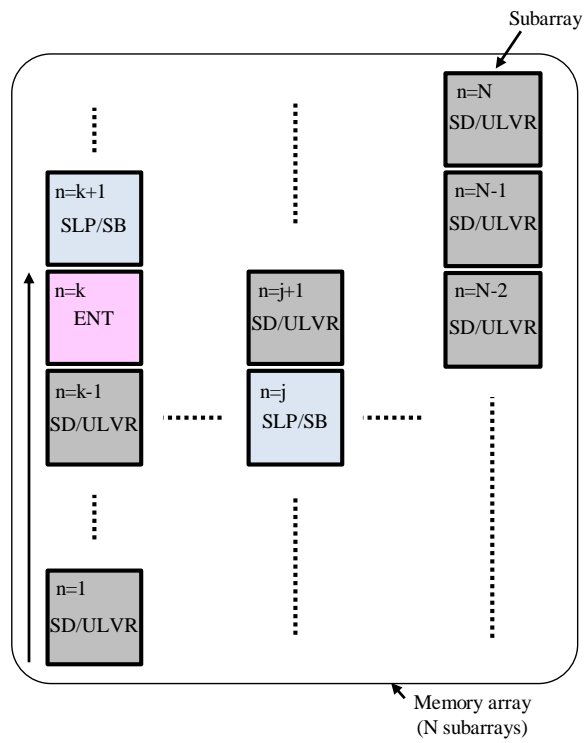 Subarray
n=N
SD/ULVR
n=k+1
SLP/SB
n=N-1
SD/ULVR
n=k
ENT
n=j+1
SD/ULVR
n=N-2
SD/ULVR
n=k-1
SD/ULVR
n=j
SLP/SB
n=1
SD/ULVR
Memory array
(N subarrays)